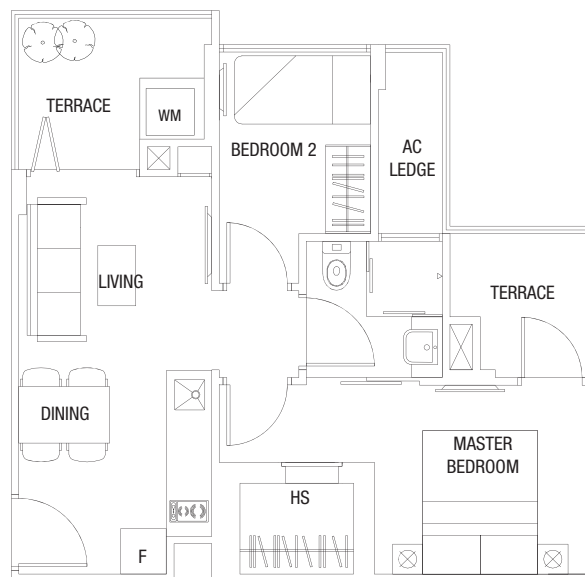 TERRACE
WM
BEDROOM 2
AC
LEDGE
LIVING
TERRACE
DINING
MASTER
BEDROOM
HS
F